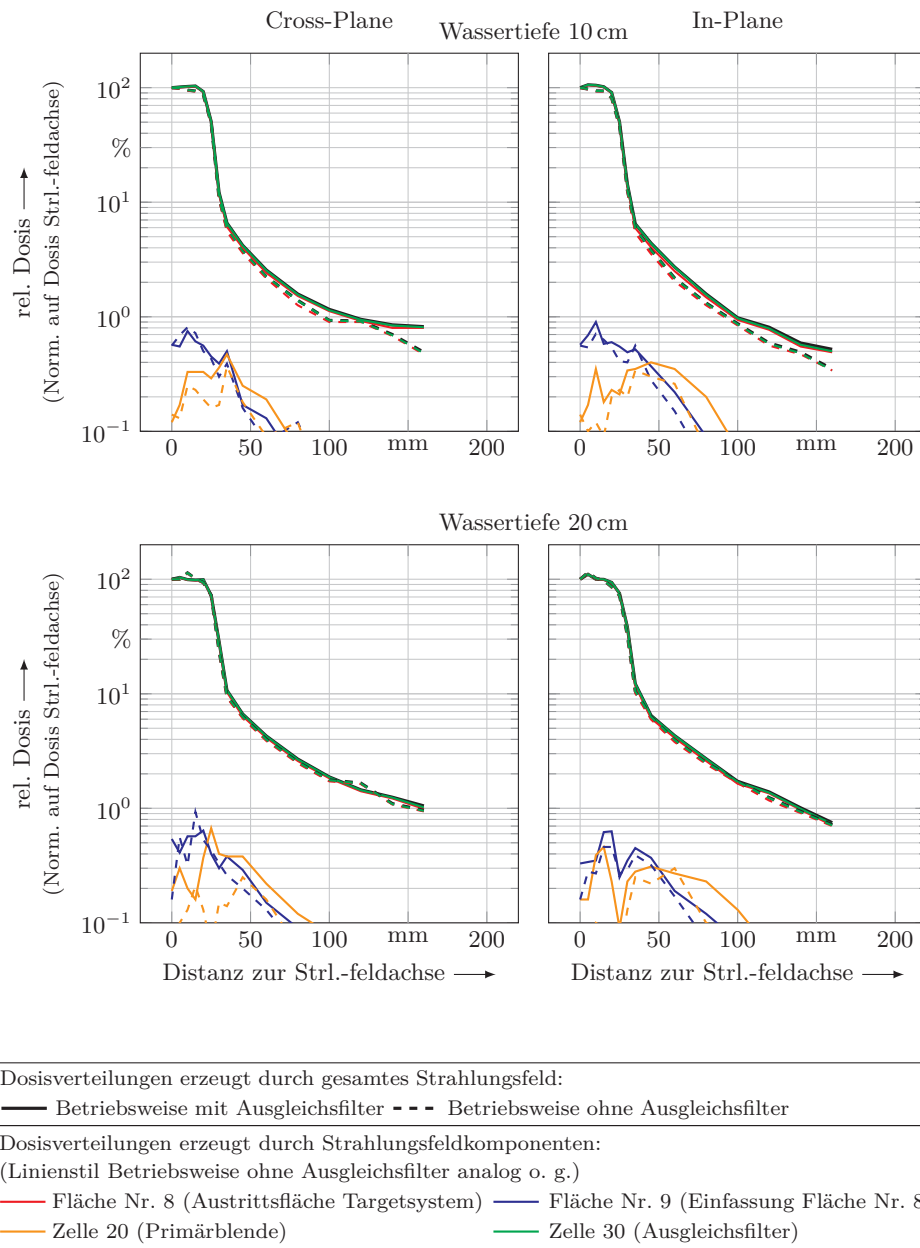 Cross-Plane
In-Plane
Wassertiefe 10 cm
10²
%
10¹
10⁰
10⁻¹
rel. Dosis
(Norm. auf Dosis Strl.-feldachse)
0 50 100 mm 200
0 50 100 mm 200
Wassertiefe 20 cm
10²
%
10¹
10⁰
10⁻¹
rel. Dosis
(Norm. auf Dosis Strl.-feldachse)
0 50 100 mm 200
0 50 100 mm 200
Distanz zur Strl.-feldachse
Distanz zur Strl.-feldachse
Dosisverteilungen erzeugt durch gesamtes Strahlungsfeld:
Betriebsweise mit Ausgleichsfilter Betriebsweise ohne Ausgleichsfilter
Dosisverteilungen erzeugt durch Strahlungsfeldkomponenten:
(Linienstil Betriebsweise ohne Ausgleichsfilter analog o. g.)
Fläche Nr. 8 (Austrittsfläche Targetsystem) Fläche Nr. 9 (Einfassung Fläche Nr. 8
Zelle 20 (Primärblende) Zelle 30 (Ausgleichsfilter)